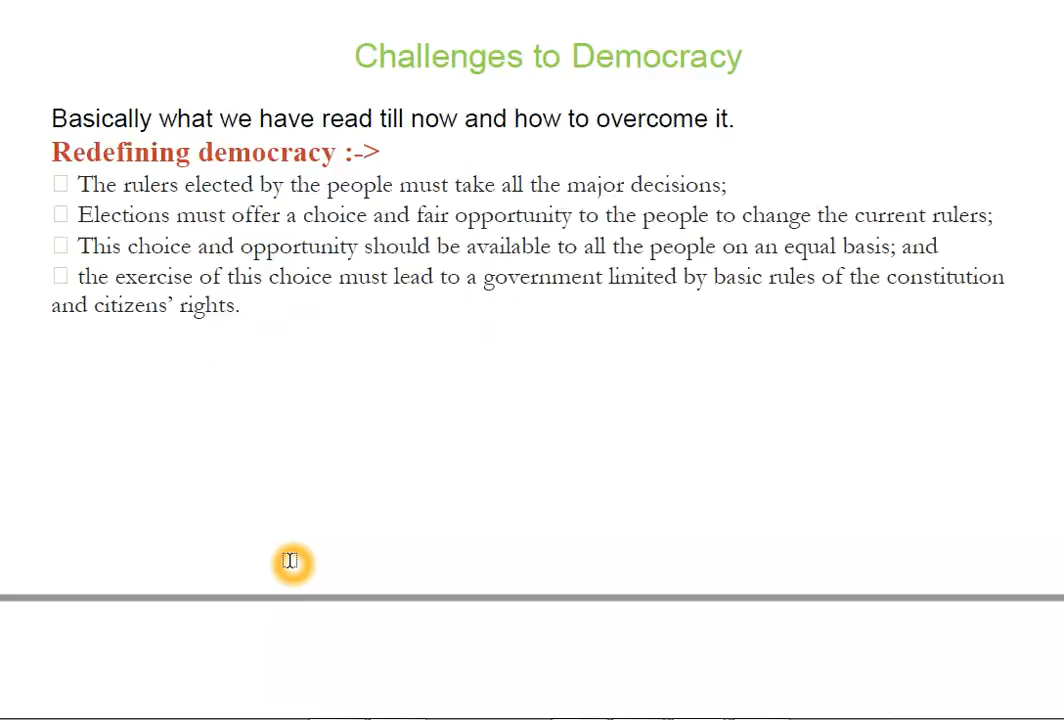 Challenges to Democracy
Basically what we have read till now and how to overcome it.
Redefining democracy :->
□ The rulers elected by the people must take all the major decisions;
□ Elections must offer a choice and fair opportunity to the people to change the current rulers;
□ This choice and opportunity should be available to all the people on an equal basis; and
□ the exercise of this choice must lead to a government limited by basic rules of the constitution
and citizens’ rights.